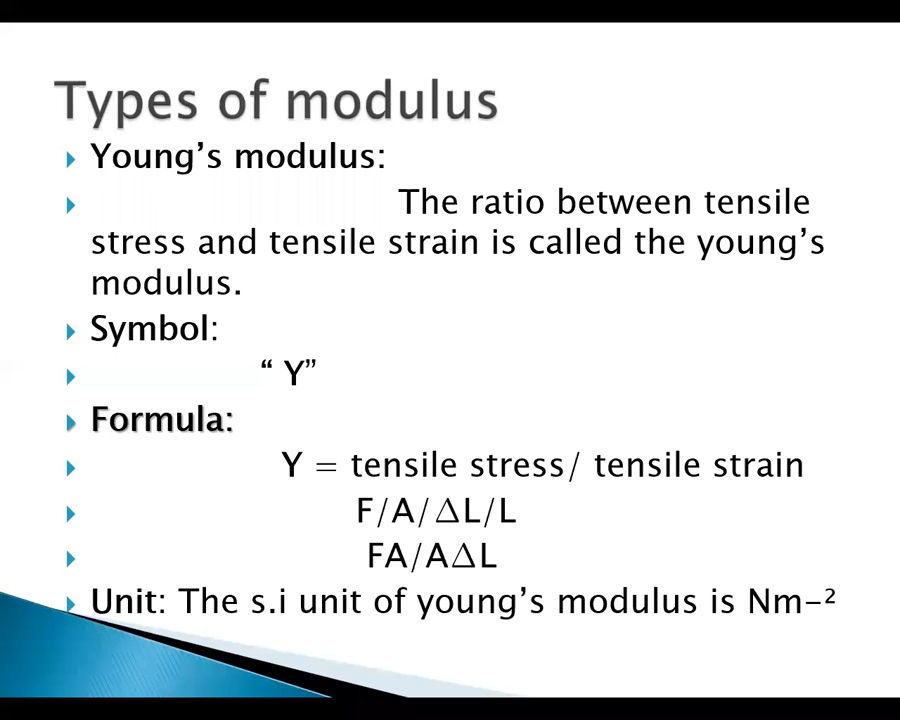 Types of modulus
Young's modulus:
The ratio between tensile
stress and tensile strain is called the young's
modulus.
Symbol:
“ Y”
Formula:
Y = tensile stress/ tensile strain
F/A/∆L/L
FA/A∆L
Unit: The s.i unit of young's modulus is Nm-²